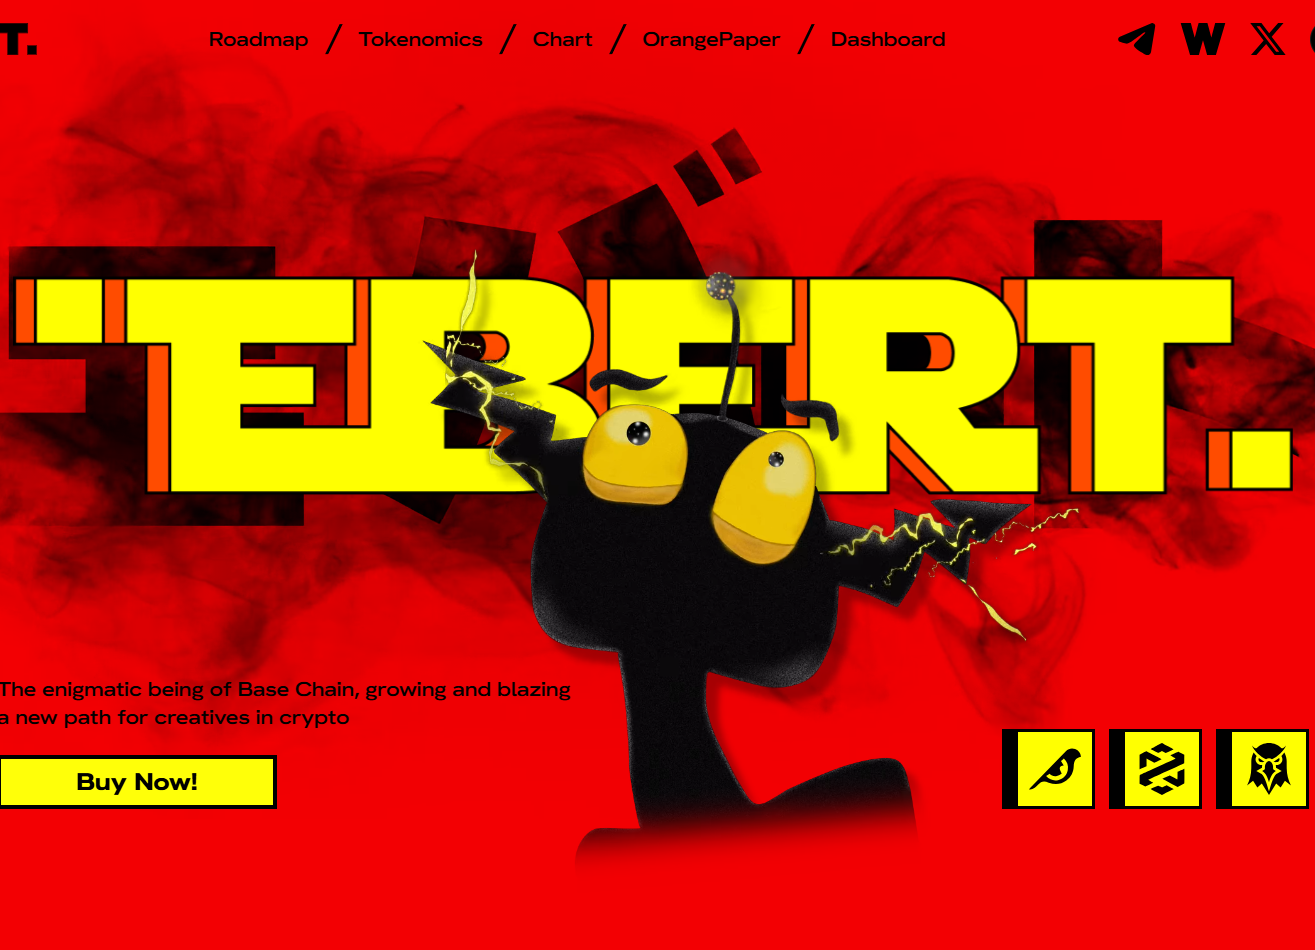 T.
Roadmap / Tokenomics / Chart / OrangePaper / Dashboard
W X
'EBERT.
The enigmatic being of Base Chain, growing and blazing
a new path for creatives in crypto
Buy Now!